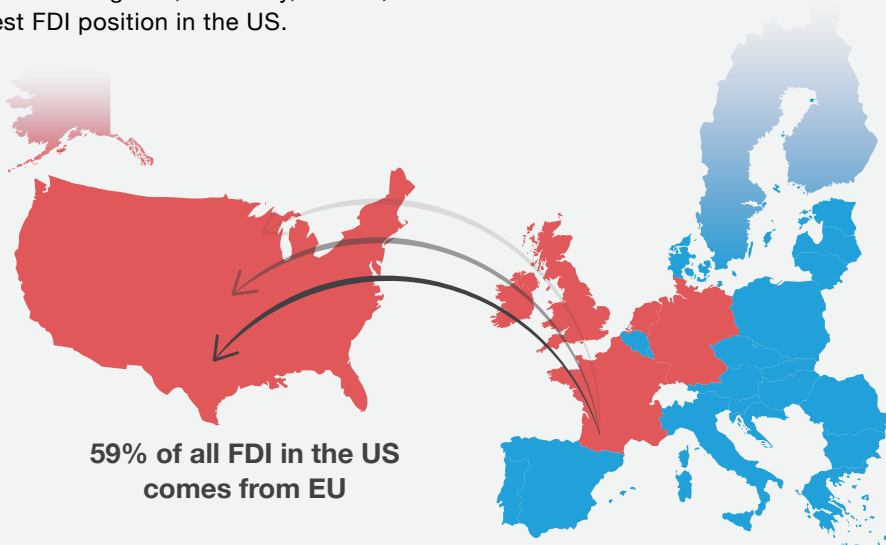 est FDI position in the US.
59% of all FDI in the US
comes from EU